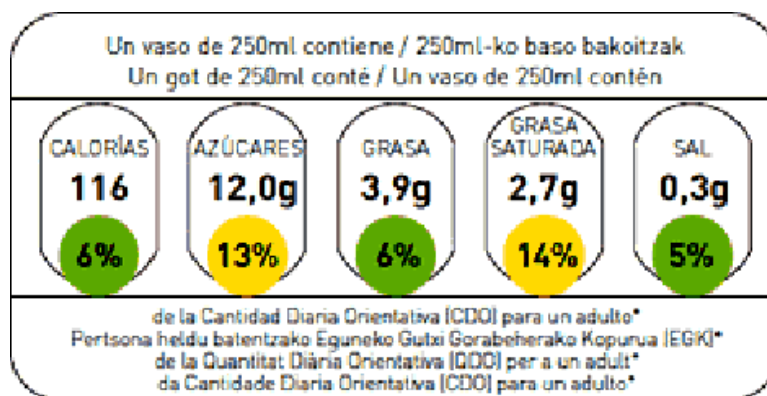 Un vaso de 250ml contiene / 250ml-ko baso bakoitzak
Un got de 250ml conté / Un vaso de 250ml contén
CALORÍAS
116
6%
AZÚCARES
12,0g
13%
GRASA
3,9g
6%
GRASA
SATURADA
2,7g
14%
SAL
0,3g
5%
de la Cantidad Diaria Orientativa (CDO) para un adulto*
Pertsona heldu batentzako Eguneko Gutxi Gorabeherako Kopurua (EGK)*
de la Quantitat Diària Orientativa (QDO) per a un adult*
da Cantidade Diaria Orientativa (CDO) para un adulto*